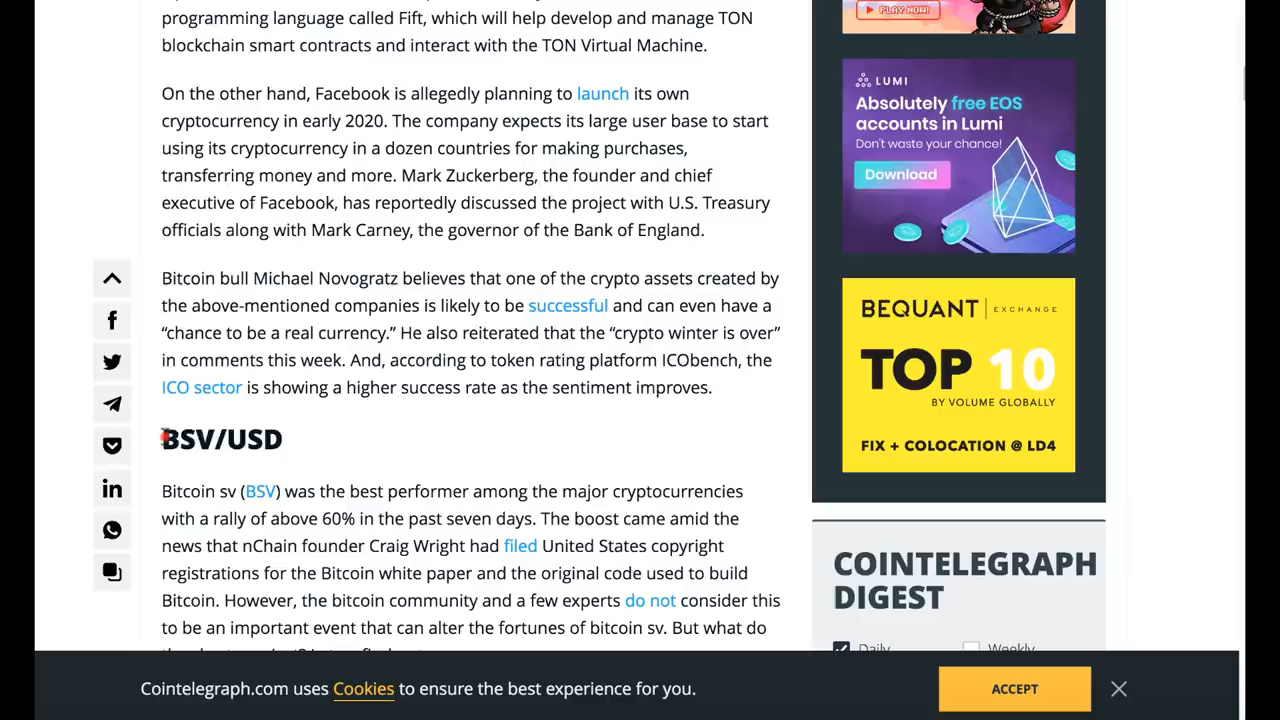 programming language called Fift, which will help develop and manage TON
blockchain smart contracts and interact with the TON Virtual Machine.
On the other hand, Facebook is allegedly planning to launch its own
cryptocurrency in early 2020. The company expects its large user base to start
using its cryptocurrency in a dozen countries for making purchases,
transferring money and more. Mark Zuckerberg, the founder and chief
executive of Facebook, has reportedly discussed the project with U.S. Treasury
officials along with Mark Carney, the governor of the Bank of England.
Bitcoin bull Michael Novogratz believes that one of the crypto assets created by
the above-mentioned companies is likely to be successful and can even have a
“chance to be a real currency.” He also reiterated that the “crypto winter is over”
in comments this week. And, according to token rating platform ICObench, the
ICO sector is showing a higher success rate as the sentiment improves.
BSV/USD
Bitcoin sv (BSV) was the best performer among the major cryptocurrencies
with a rally of above 60% in the past seven days. The boost came amid the
news that nChain founder Craig Wright had filed United States copyright
registrations for the Bitcoin white paper and the original code used to build
Bitcoin. However, the bitcoin community and a few experts do not consider this
to be an important event that can alter the fortunes of bitcoin sv. But what do
PLAY NOW!
LUMI
Absolutely free EOS
accounts in Lumi
Don't waste your chance!
Download
BEQUANT EXCHANGE
TOP 10
BY VOLUME GLOBALLY
FIX + COLOCATION @ LD4
COINTELEGRAPH
DIGEST
Daily Weekly
Cointelegraph.com uses Cookies to ensure the best experience for you.
ACCEPT